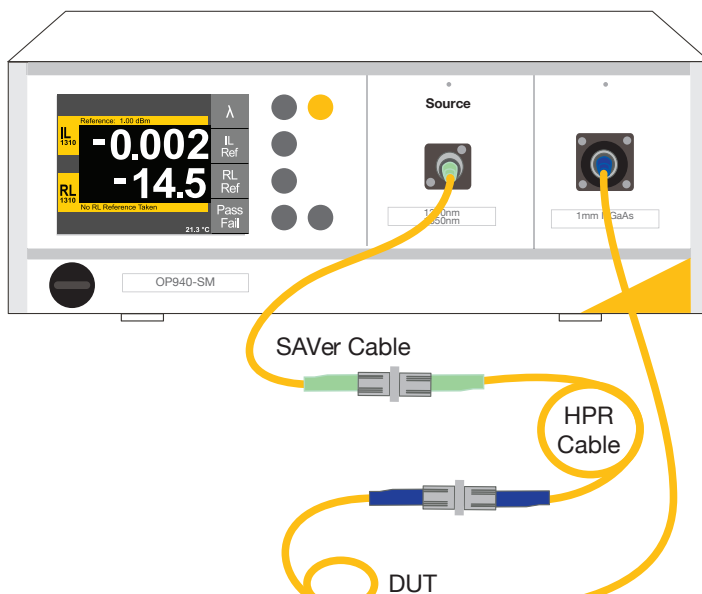 Reference: 1.00 dBm
IL
1310
-0.002
RL
1310
-14.5
No RL Reference Taken
21.3 °C
λ
IL
Ref
RL
Ref
Pass
Fail
Source
1mm
OP940-SM
SAVer Cable
HPR
Cable
DUT